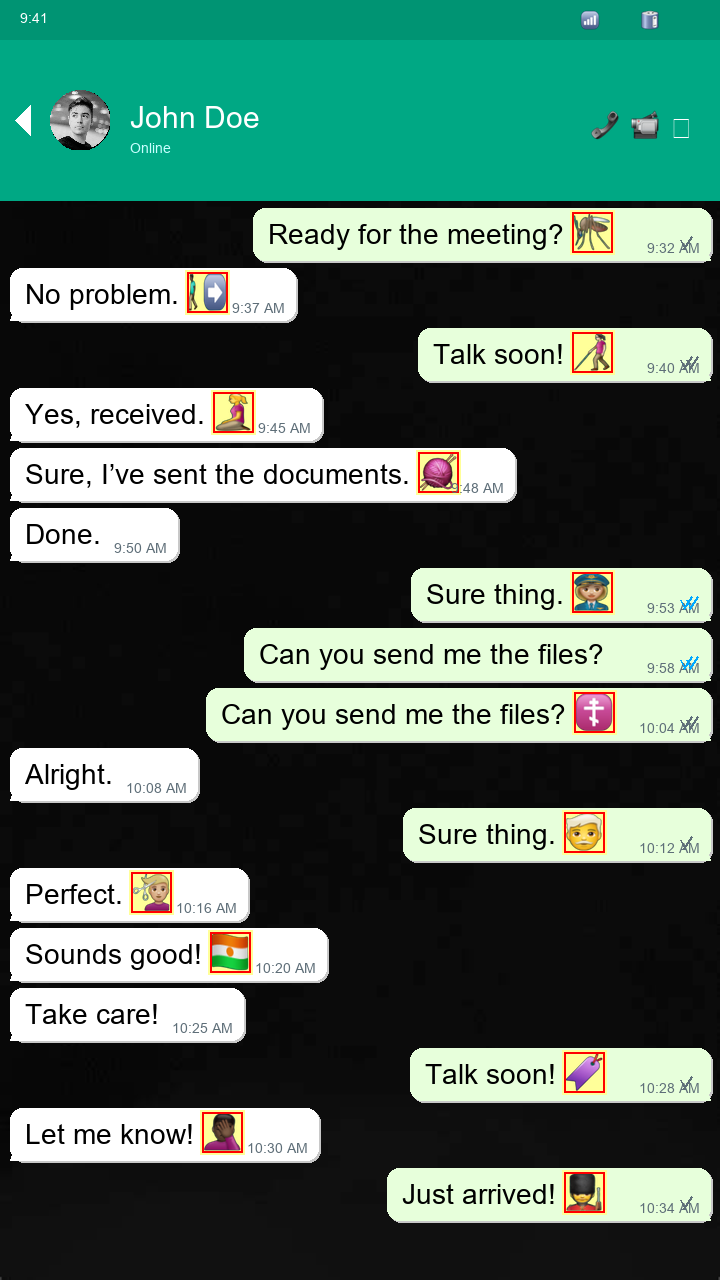 9:41
John Doe
Online
Ready for the meeting? 🦟 9:32 AM
No problem. 🚶‍➡️ 9:37 AM
Talk soon! 👩🏼‍🦯 9:40 AM
Yes, received. 🧎‍♀️ 9:45 AM
Sure, I’ve sent the documents. 🧶 9:48 AM
Done. 9:50 AM
Sure thing. 👮🏼‍♀️ 9:53 AM
Can you send me the files? 9:58 AM
Can you send me the files? ☦️ 10:04 AM
Alright. 10:08 AM
Sure thing. 👨‍🦳 10:12 AM
Perfect. 💇🏼 10:16 AM
Sounds good! 🇳🇪 10:20 AM
Take care! 10:25 AM
Talk soon! 🔖 10:28 AM
Let me know! 🤦🏿 10:30 AM
Just arrived! 💂 10:34 AM